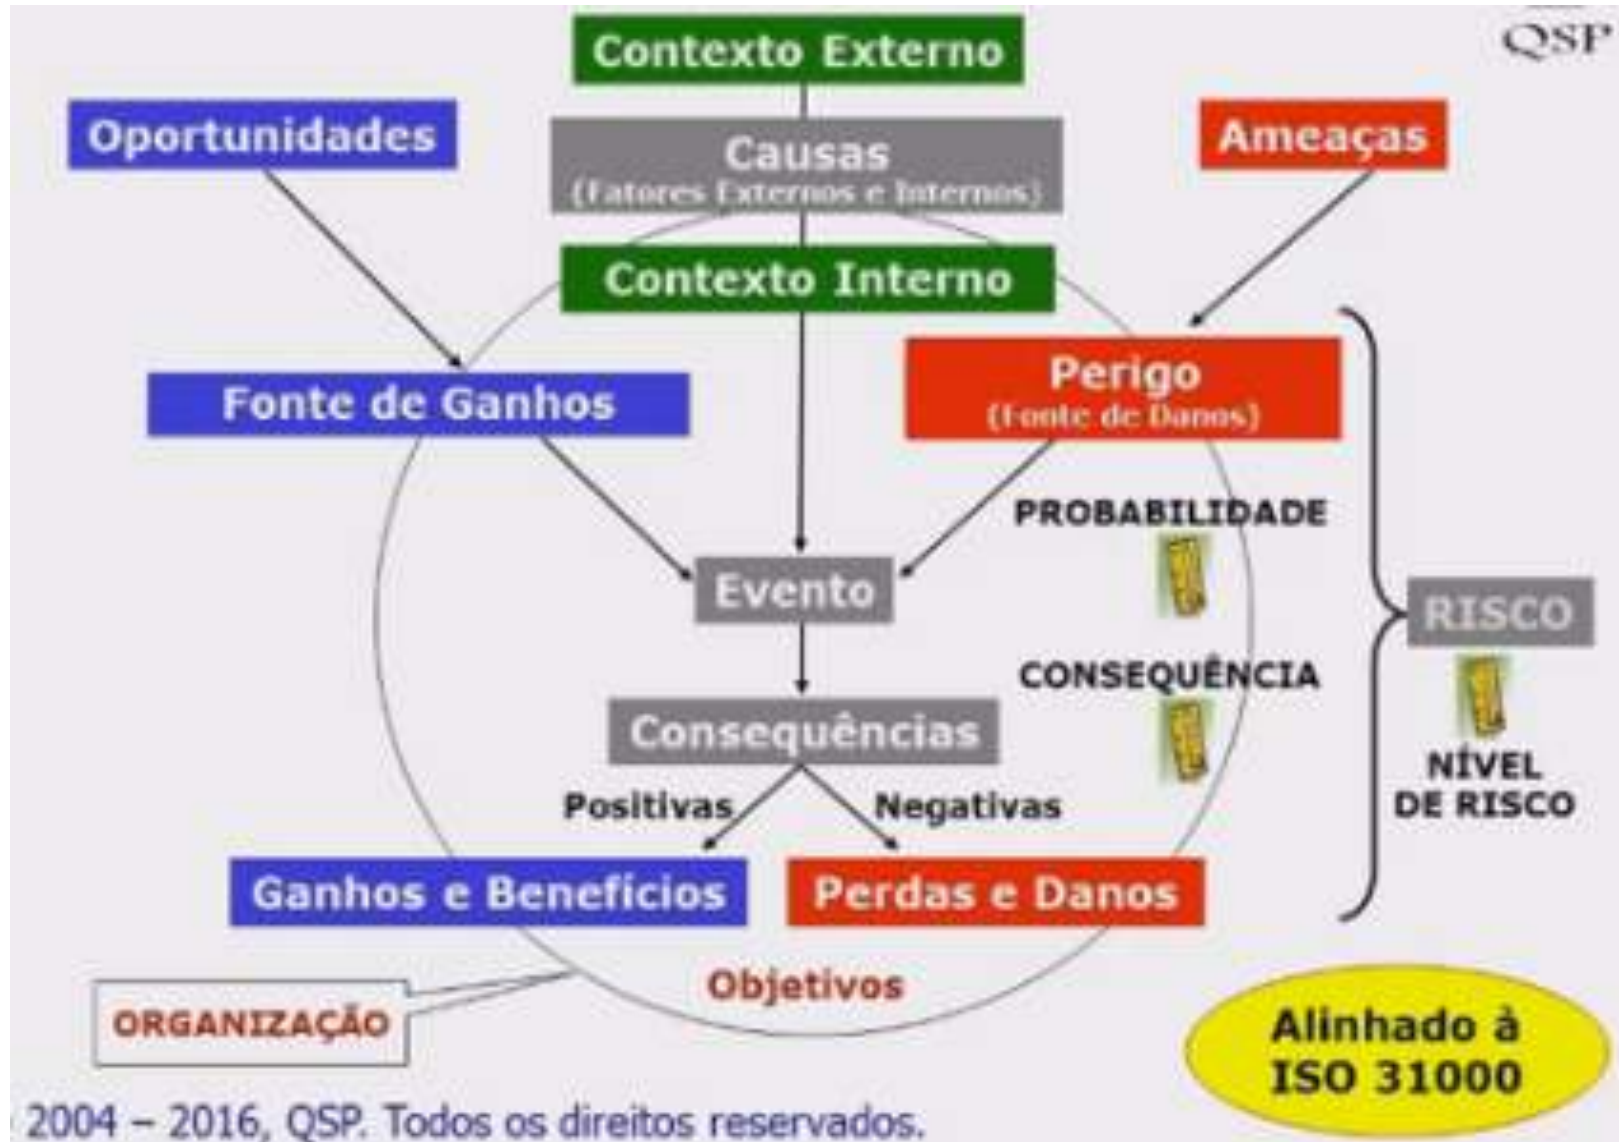 QSP
Contexto Externo
Oportunidades
Causas
(Fatores Externos e Internos)
Ameaças
Contexto Interno
Fonte de Ganhos
Perigo
(Fonte de Danos)
PROBABILIDADE
Evento
RISCO
CONSEQUÊNCIA
Consequências
NÍVEL
DE RISCO
Positivas
Negativas
Ganhos e Benefícios
Perdas e Danos
Objetivos
ORGANIZAÇÃO
Alinhado à
ISO 31000
2004 – 2016, QSP. Todos os direitos reservados.